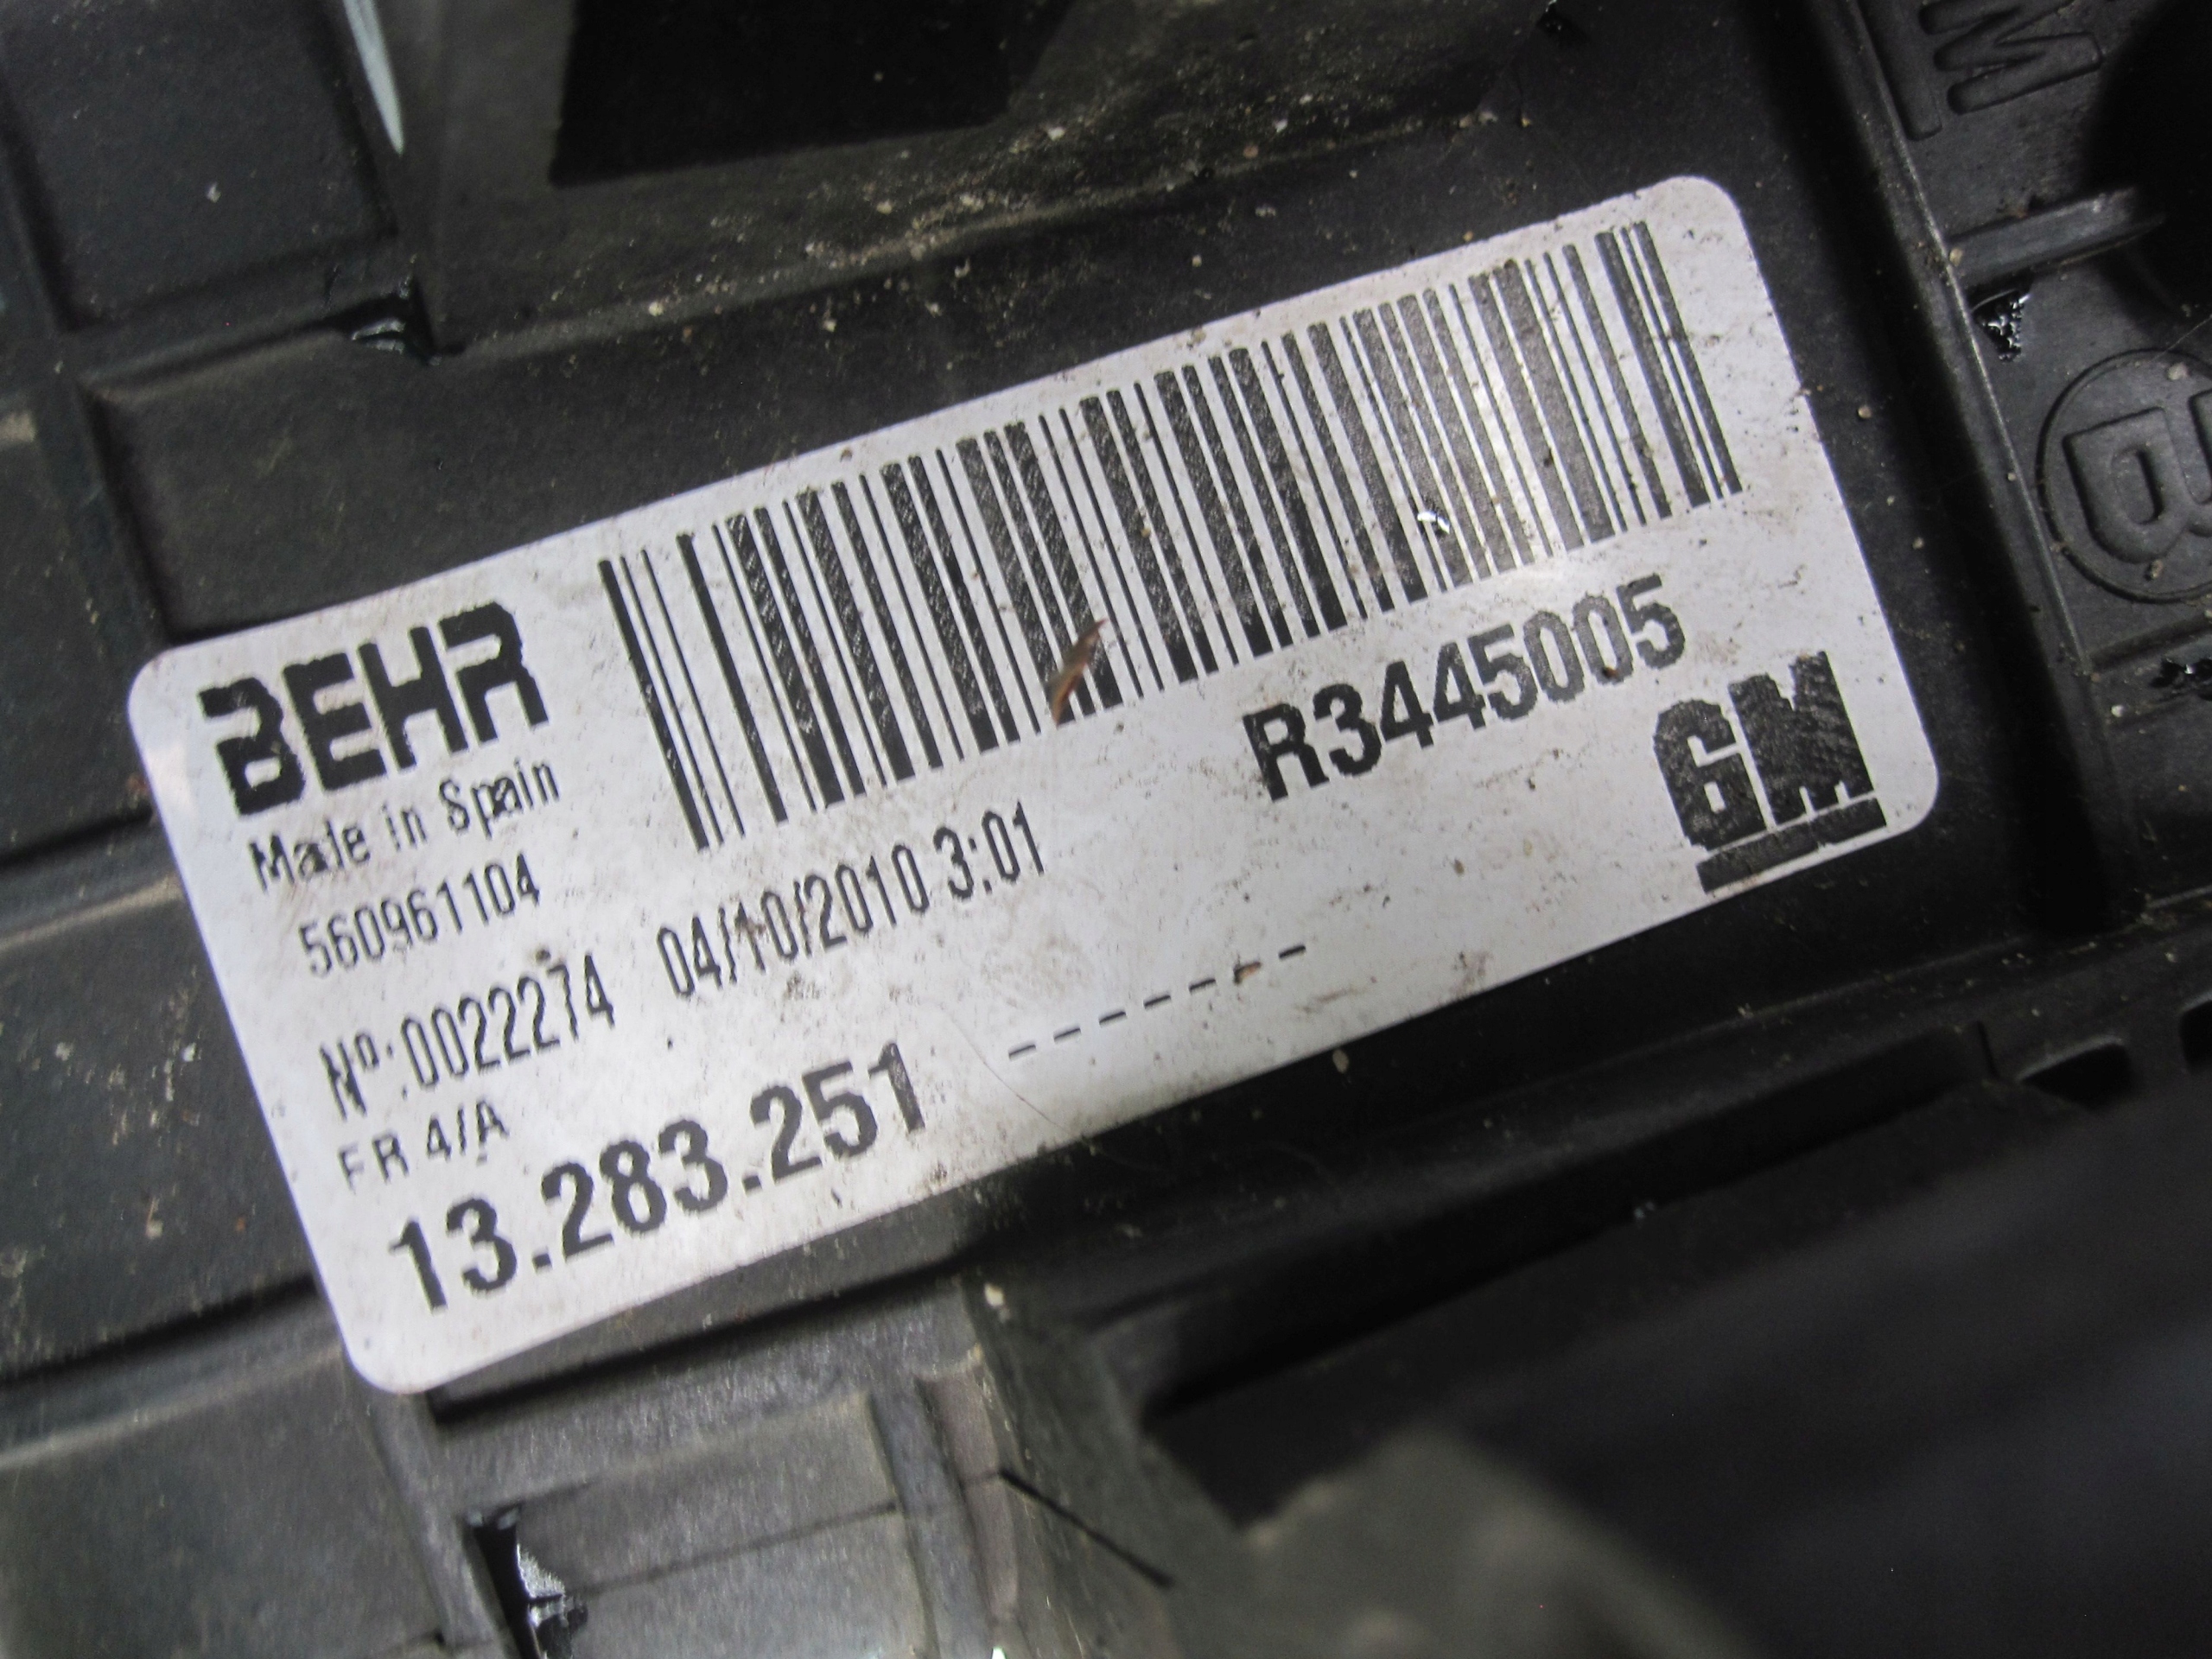 BEHR
Made in Spain
R3445005
560961104
GM
Nº:0022274 04/10/2010 3:01
FR 4/A
13.283.251 -------
M
B